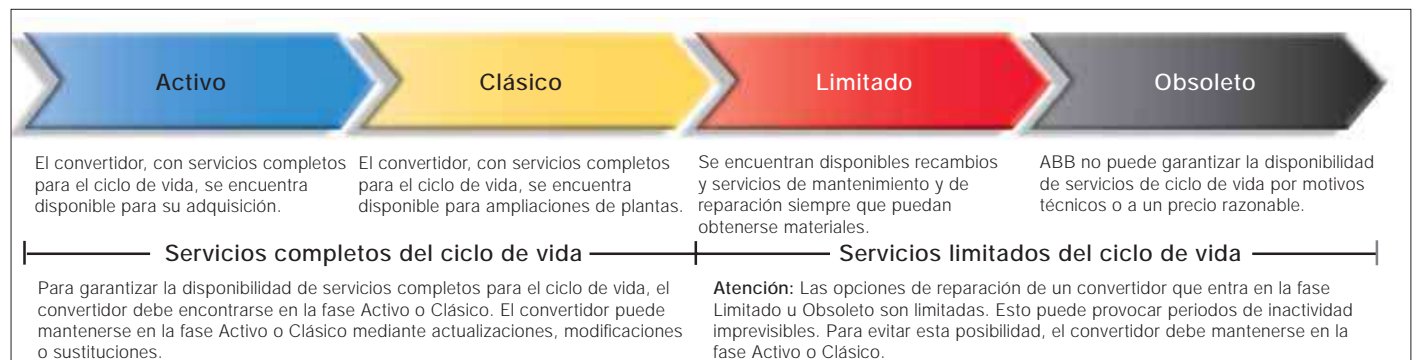 Activo
Clásico
Limitado
Obsoleto
El convertidor, con servicios completos
para el ciclo de vida, se encuentra
disponible para su adquisición.
El convertidor, con servicios completos
para el ciclo de vida, se encuentra
disponible para ampliaciones de plantas.
Se encuentran disponibles recambios
y servicios de mantenimiento y de
reparación siempre que puedan
obtenerse materiales.
ABB no puede garantizar la disponibilidad
de servicios de ciclo de vida por motivos
técnicos o a un precio razonable.
Servicios completos del ciclo de vida
Servicios limitados del ciclo de vida
Para garantizar la disponibilidad de servicios completos para el ciclo de vida, el
convertidor debe encontrarse en la fase Activo o Clásico. El convertidor puede
mantenerse en la fase Activo o Clásico mediante actualizaciones, modificaciones
o sustituciones.
Atención: Las opciones de reparación de un convertidor que entra en la fase
Limitado u Obsoleto son limitadas. Esto puede provocar periodos de inactividad
imprevisibles. Para evitar esta posibilidad, el convertidor debe mantenerse en la
fase Activo o Clásico.